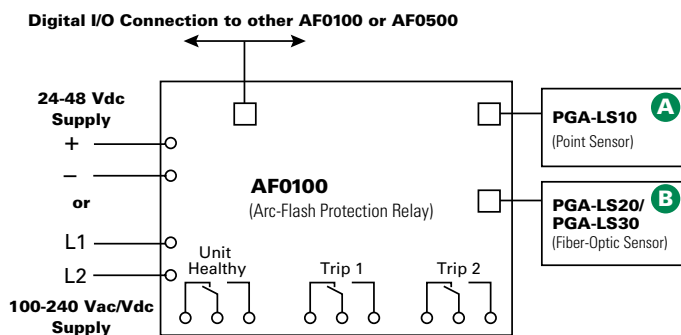 Digital I/O Connection to other AF0100 or AF0500
24-48 Vdc
Supply
+
–
or
L1
L2
100-240 Vac/Vdc
Supply
AF0100
(Arc-Flash Protection Relay)
Unit
Healthy
Trip 1
Trip 2
PGA-LS10
A
(Point Sensor)
PGA-LS20/
B
PGA-LS30
(Fiber-Optic Sensor)